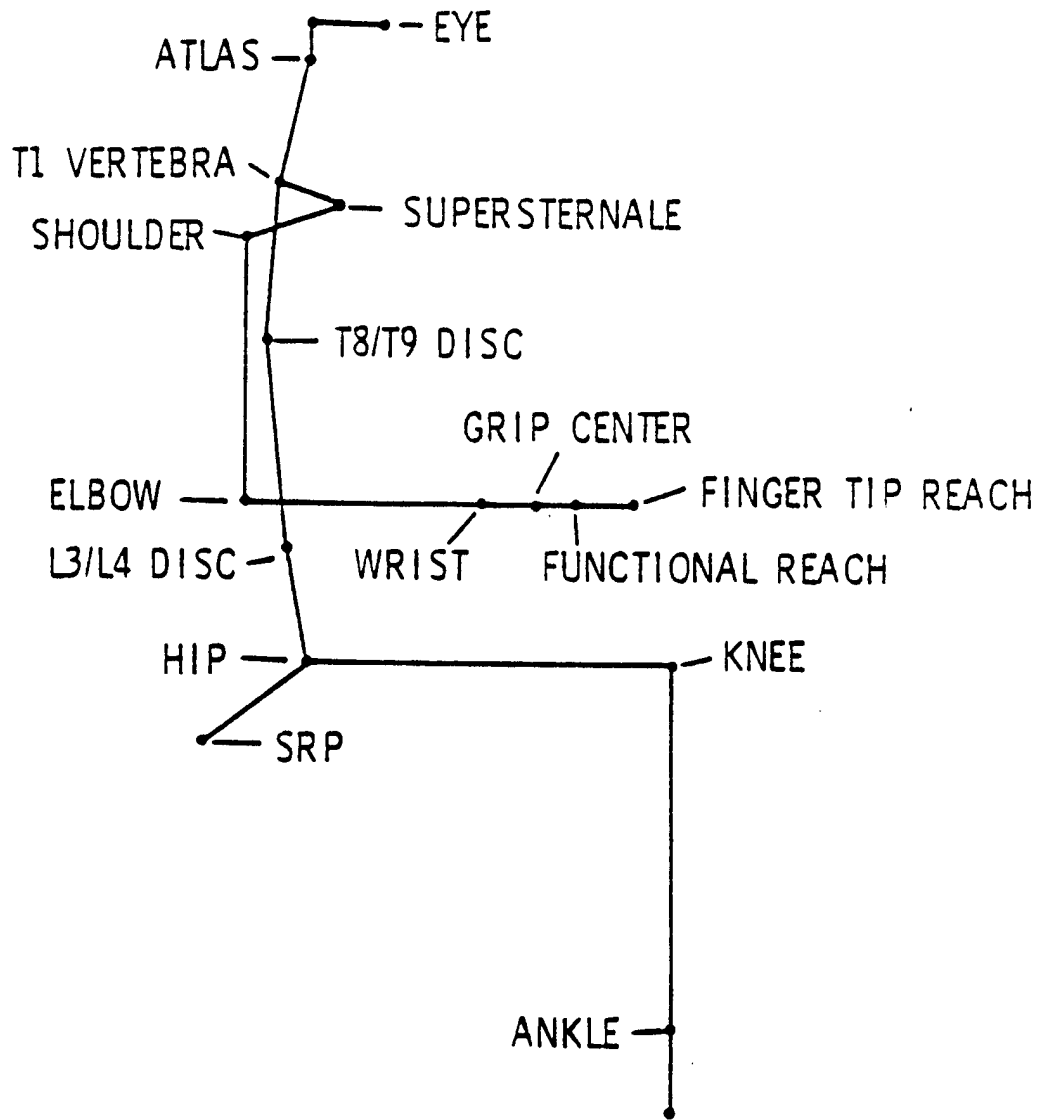 EYE
ATLAS
T1 VERTEBRA
SUPERSTERNALE
SHOULDER
T8/T9 DISC
GRIP CENTER
ELBOW
FINGER TIP REACH
L3/L4 DISC
WRIST
FUNCTIONAL REACH
HIP
KNEE
SRP
ANKLE